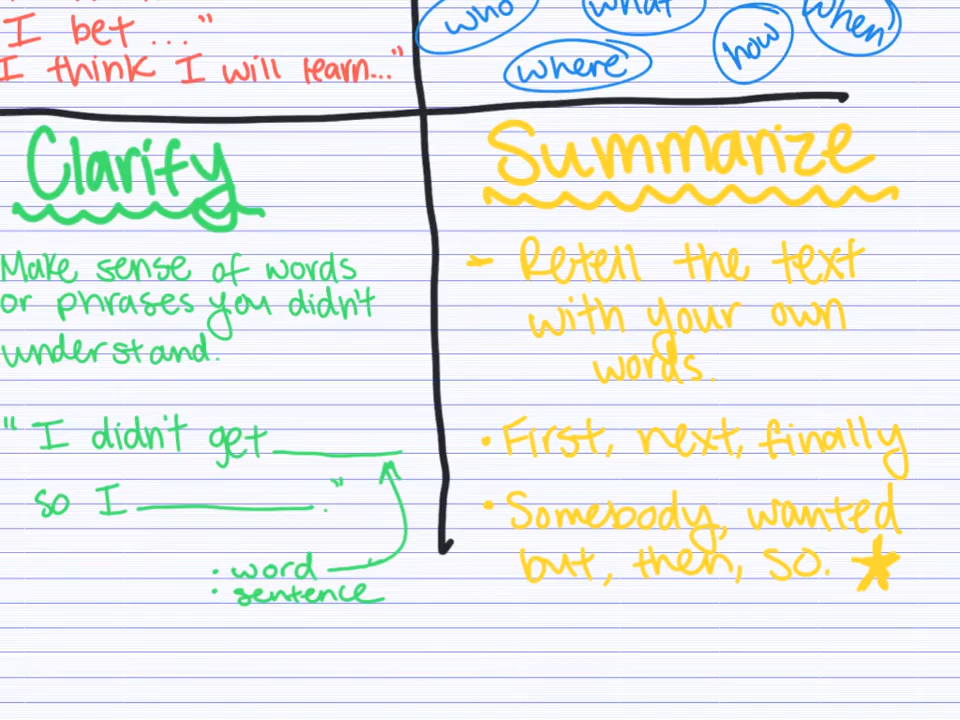 I bet ..."
I think I will learn..."
who
what
when
how
where
Clarify
Make sense of words
or phrases you didn't
understand.
" I didn't get ________
so I ________."
· word
· sentence
Summarize
- Retell the text
with your own
words.
· First, next, finally
· Somebody, wanted
but, then, so. ★